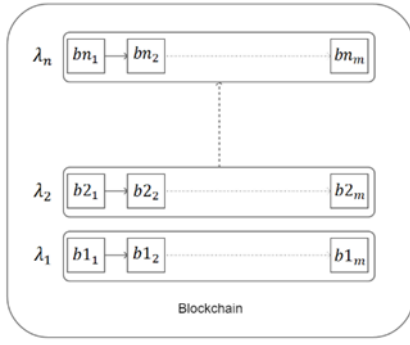 λₙ bn₁ bn₂ bnₘ
λ₂ b2₁ b2₂ b2ₘ
λ₁ b1₁ b1₂ b1ₘ
Blockchain